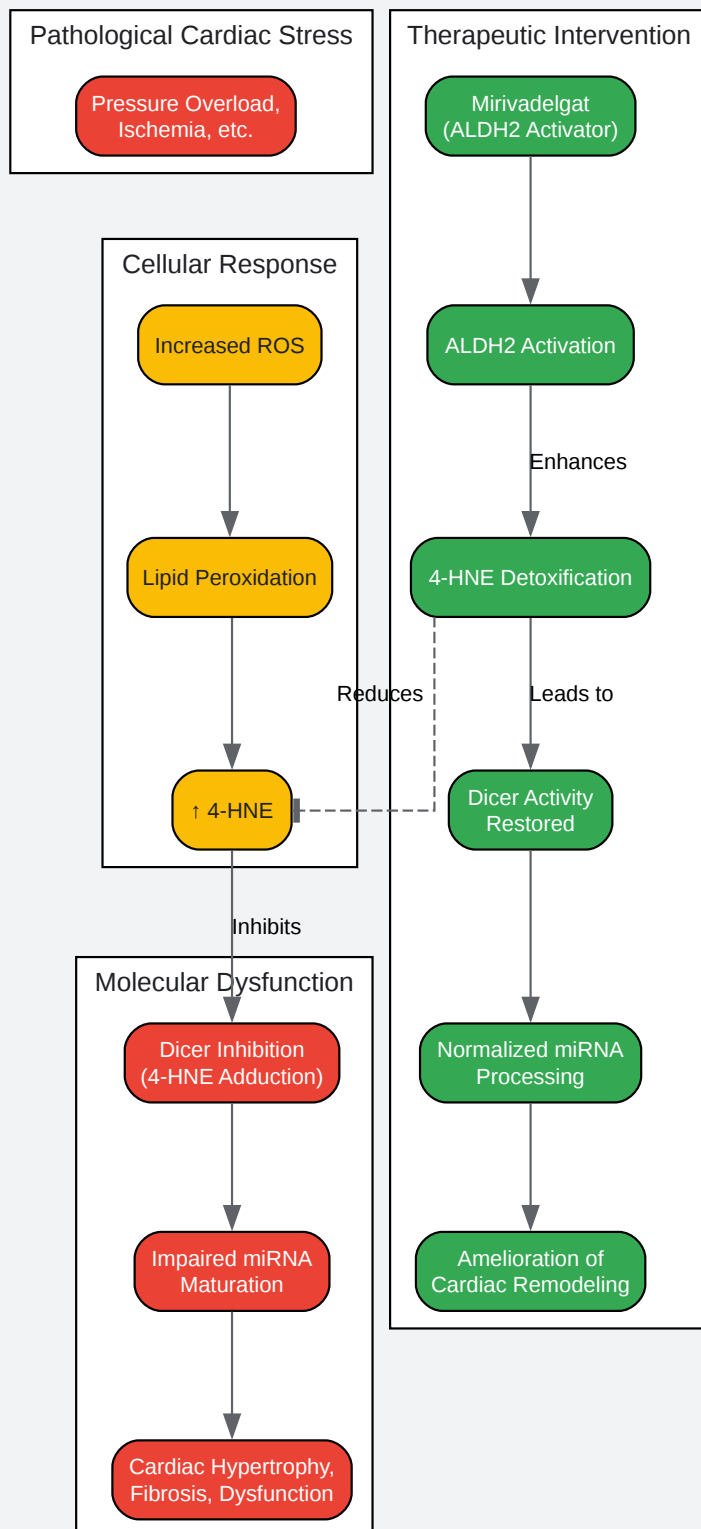 Pathological Cardiac Stress
Pressure Overload,
Ischemia, etc.
Cellular Response
Increased ROS
Lipid Peroxidation
↑ 4-HNE
Inhibits
Molecular Dysfunction
Dicer Inhibition
(4-HNE Adduction)
Impaired miRNA
Maturation
Cardiac Hypertrophy,
Fibrosis, Dysfunction
Therapeutic Intervention
Mirivadelgat
(ALDH2 Activator)
ALDH2 Activation
Enhances
4-HNE Detoxification
Reduces
Leads to
Dicer Activity
Restored
Normalized miRNA
Processing
Amelioration of
Cardiac Remodeling